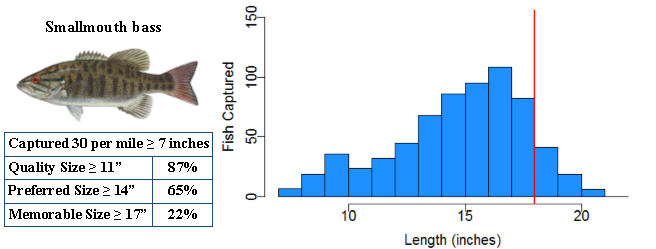 Smallmouth bass
Captured 30 per mile ≥ 7 inches
Quality Size ≥ 11” 87%
Preferred Size ≥ 14” 65%
Memorable Size ≥ 17” 22%
Fish Captured
150
100
50
0
10 15 20
Length (inches)